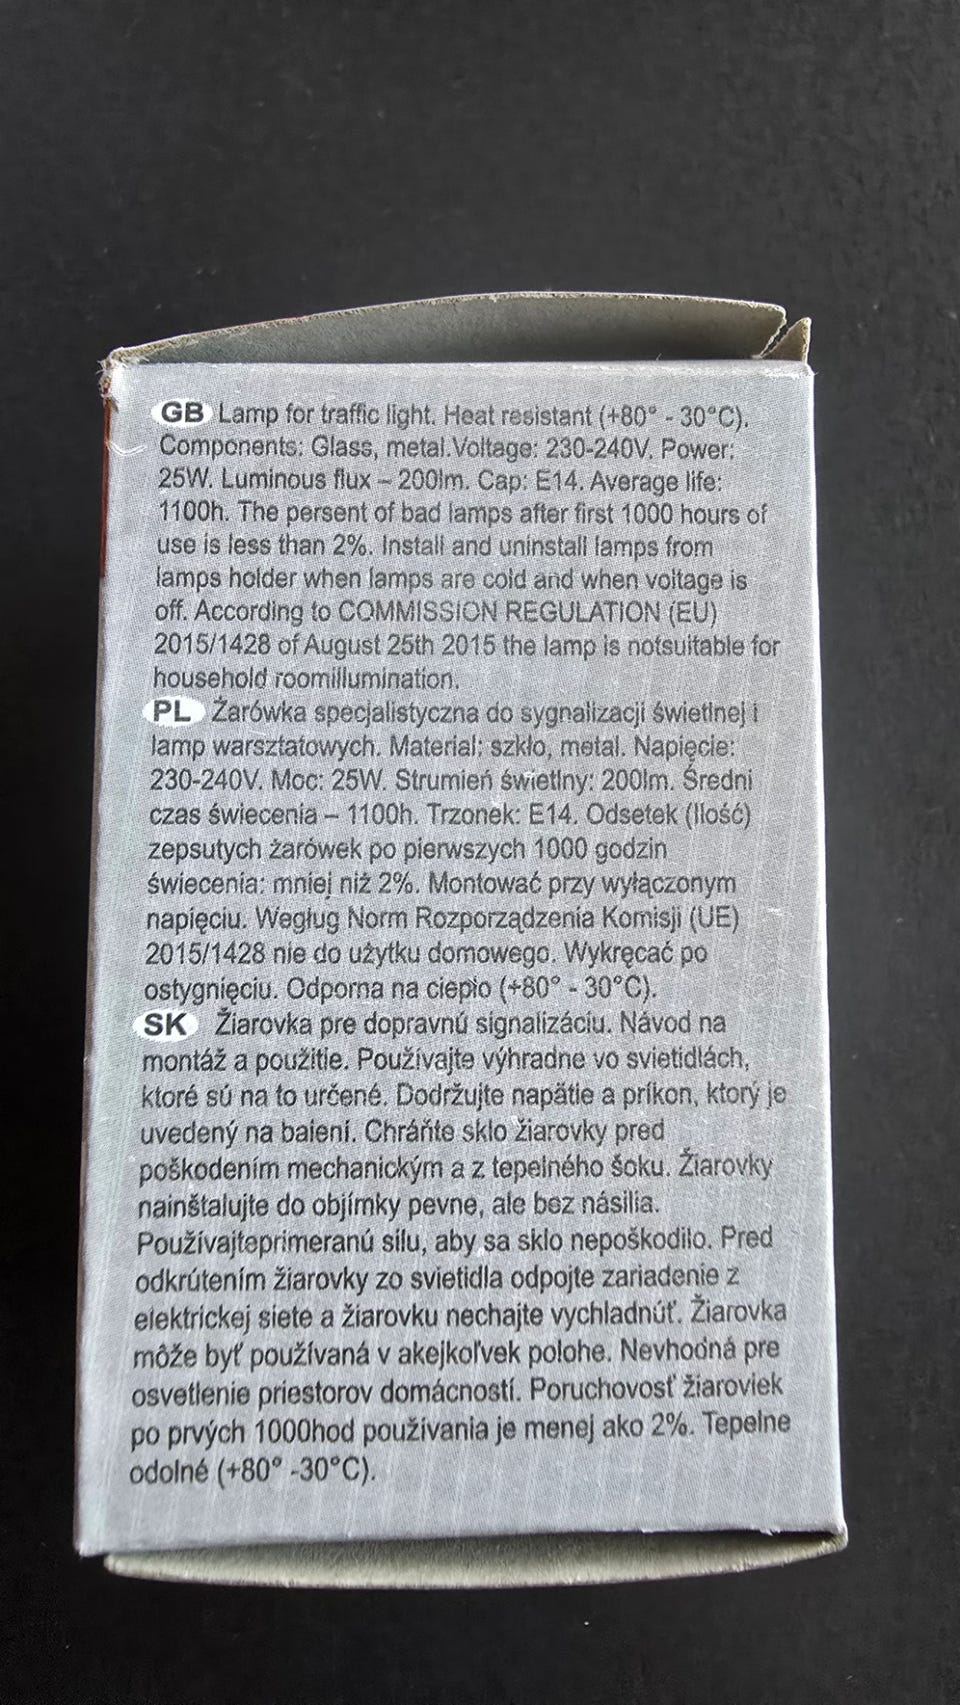 GB Lamp for traffic light. Heat resistant (+80° - 30°C).
Components: Glass, metal.Voltage: 230-240V. Power:
25W. Luminous flux – 200lm. Cap: E14. Average life:
1100h. The persent of bad lamps after first 1000 hours of
use is less than 2%. Install and uninstall lamps from
lamps holder when lamps are cold and when voltage is
off. According to COMMISSION REGULATION (EU)
2015/1428 of August 25th 2015 the lamp is notsuitable for
household roomillumination.
PL Żarówka specjalistyczna do sygnalizacji świetlnej i
lamp warsztatowych. Material: szkło, metal. Napięcie:
230-240V. Moc: 25W. Strumień świetlny: 200lm. Średni
czas świecenia – 1100h. Trzonek: E14. Odsetek (Ilość)
zepsutych żarówek po pierwszych 1000 godzin
świecenia: mniej niż 2%. Montować przy wyłączonym
napięciu. Wegług Norm Rozporządzenia Komisji (UE)
2015/1428 nie do użytku domowego. Wykręcać po
ostygnięciu. Odporna na ciepło (+80° - 30°C).
SK Žiarovka pre dopravnú signalizáciu. Návod na
montáž a použitie. Používajte výhradne vo svietidlách,
ktoré sú na to určené. Dodržujte napätie a príkon, ktorý je
uvedený na balení. Chráňte sklo žiarovky pred
poškodením mechanickým a z tepelného šoku. Žiarovky
nainštalujte do objímky pevne, ale bez násilia.
Používajteprimeranú silu, aby sa sklo nepoškodilo. Pred
odkrútením žiarovky zo svietidla odpojte zariadenie z
elektrickej siete a žiarovku nechajte vychladnúť. Žiarovka
môže byť používaná v akejkoľvek polohe. Nevhodná pre
osvetlenie priestorov domácností. Poruchovosť žiaroviek
po prvých 1000hod používania je menej ako 2%. Tepelne
odolné (+80° -30°C).